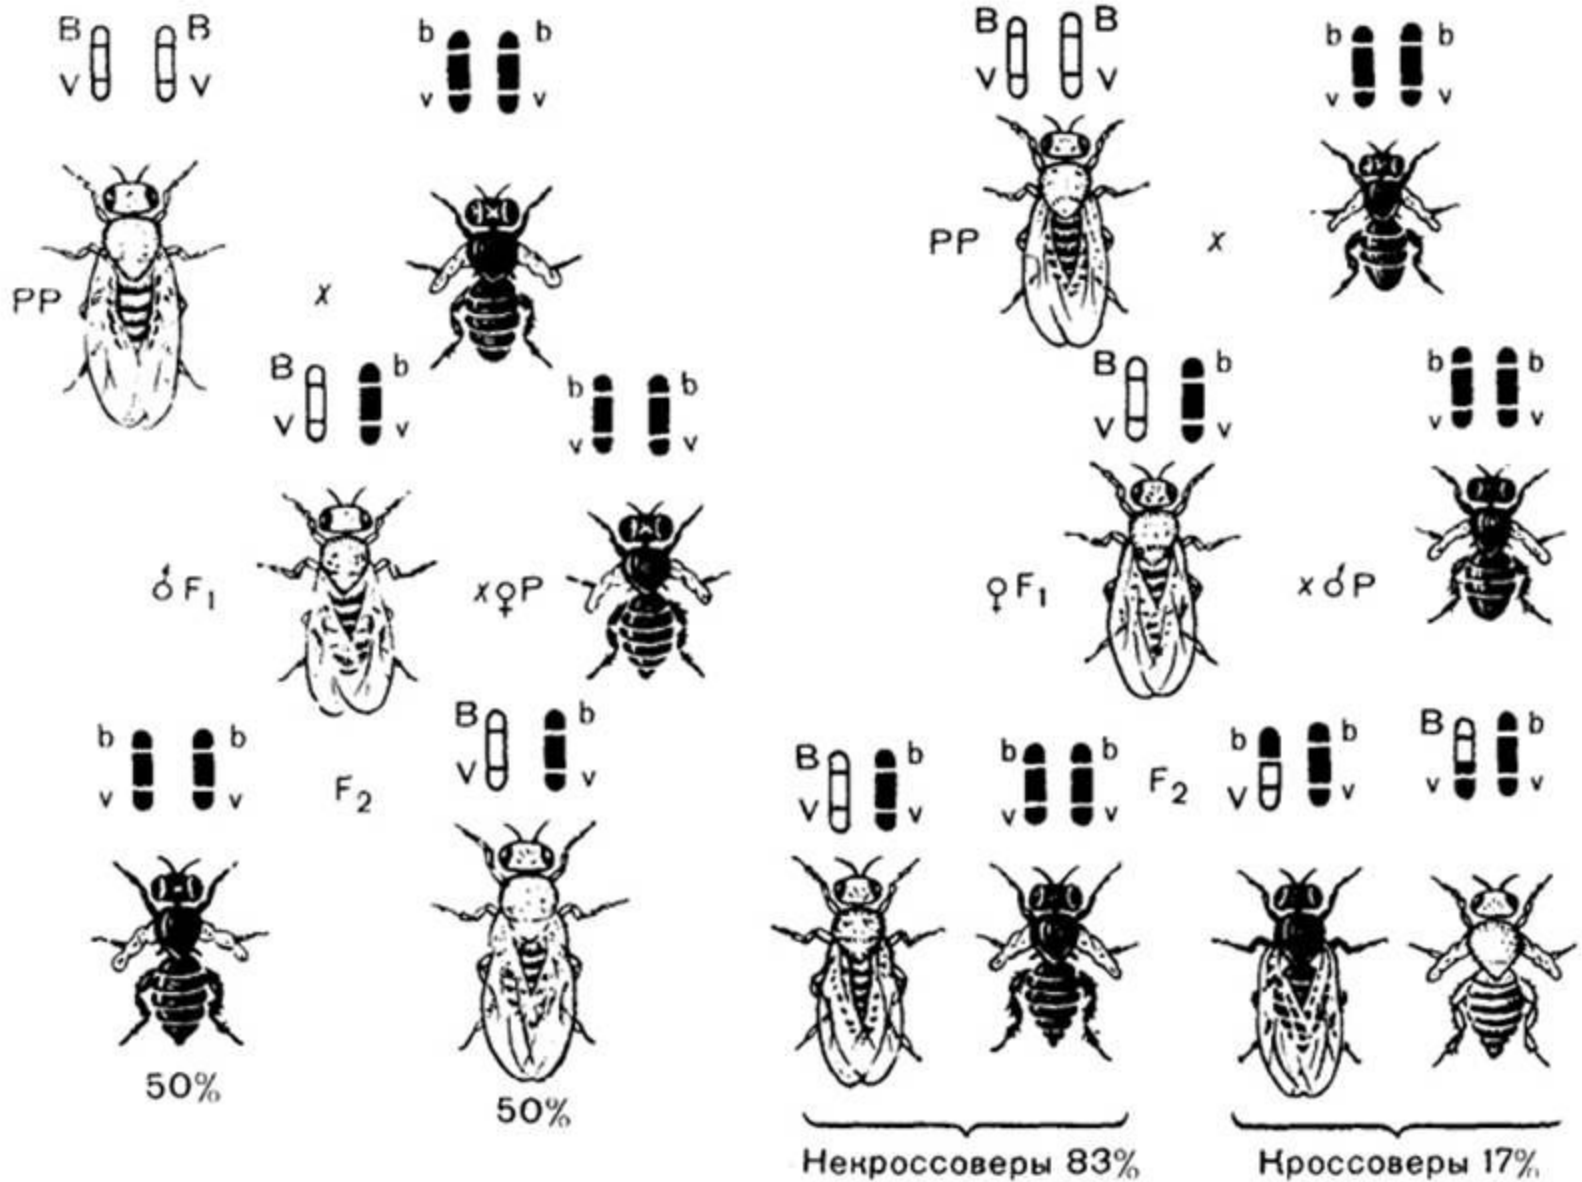 B B b b
V V v v
PP x
B b b b
V v v v
♂ F₁ x ♀P
b b F₂ B b
v v V v
50% 50%
B B b b
V V v v
PP x
B b b b
V v v v
♀ F₁ x ♂P
B b b b F₂ b b B b
V v v v V v v v
Некроссоверы 83% Кроссоверы 17%